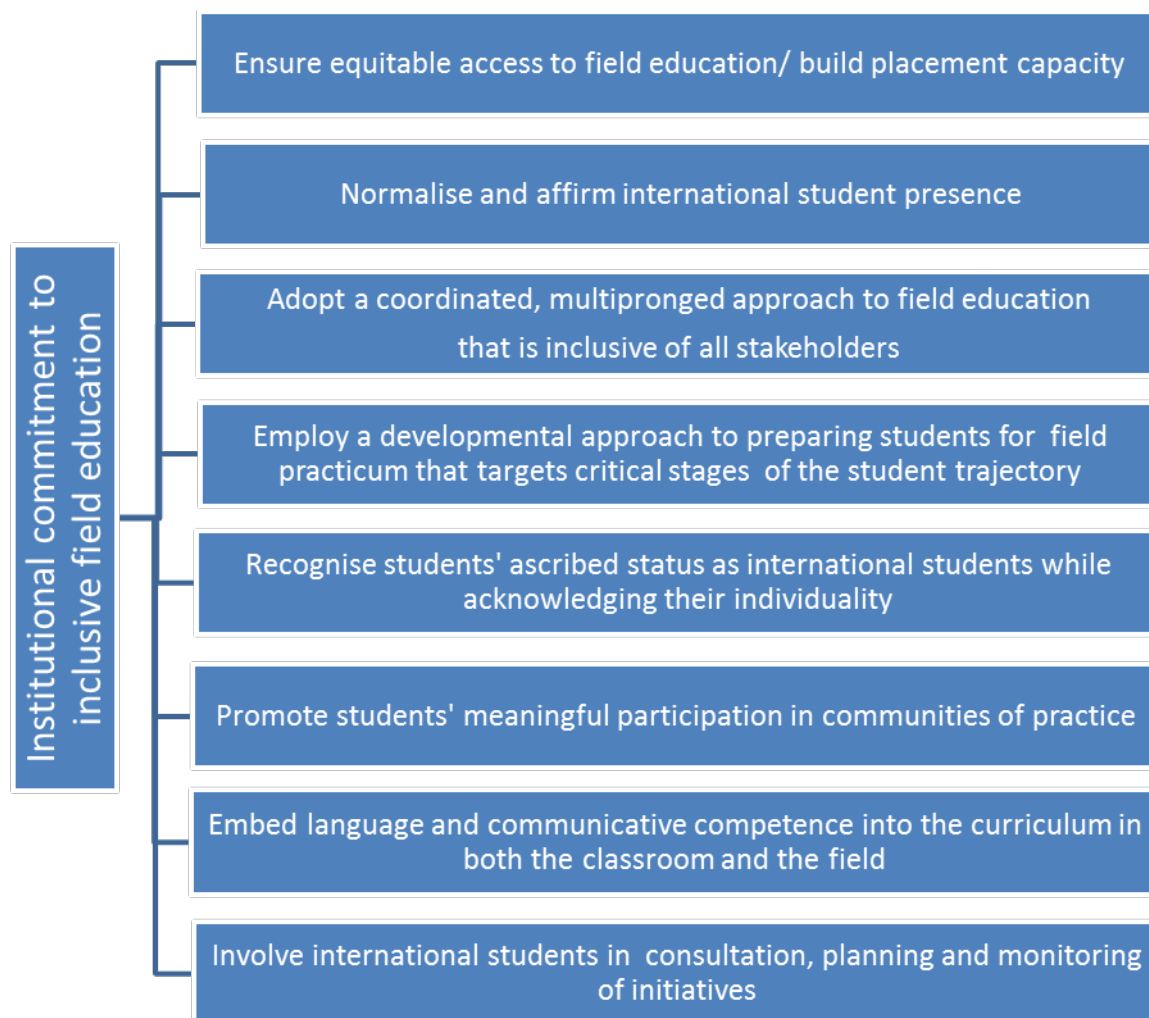 Institutional commitment to
inclusive field education
Ensure equitable access to field education/ build placement capacity
Normalise and affirm international student presence
Adopt a coordinated, multipronged approach to field education
that is inclusive of all stakeholders
Employ a developmental approach to preparing students for  field
practicum that targets critical stages  of the student trajectory
Recognise students' ascribed status as international students while
acknowledging their individuality
Promote students' meaningful participation in communities of practice
Embed language and communicative competence into the curriculum in
both the classroom and the field
Involve international students in  consultation, planning and monitoring
of initiatives